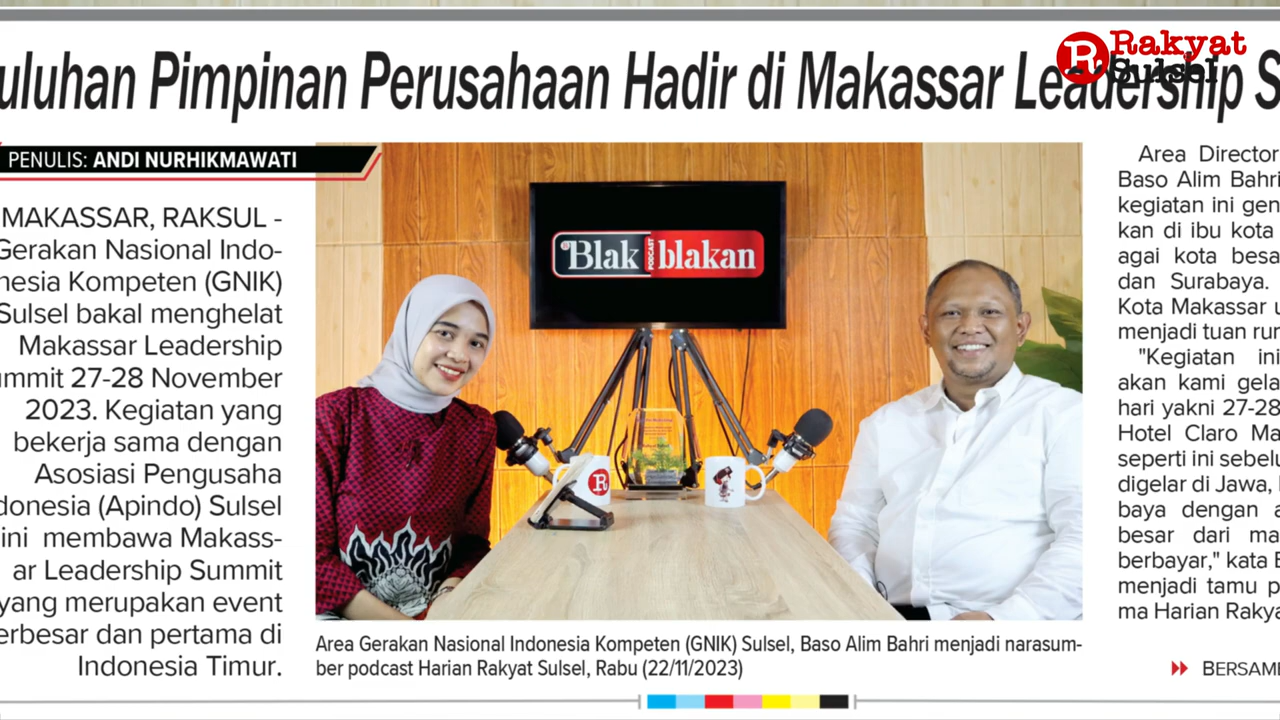 Rakyat
Sulsel
uluhan Pimpinan Perusahaan Hadir di Makassar Leadership S
PENULIS: ANDI NURHIKMAWATI
MAKASSAR, RAKSUL -
Gerakan Nasional Indo-
nesia Kompeten (GNIK)
Sulsel bakal menghelat
Makassar Leadership
ummit 27-28 November
2023. Kegiatan yang
bekerja sama dengan
Asosiasi Pengusaha
donesia (Apindo) Sulsel
ini membawa Makass-
ar Leadership Summit
yang merupakan event
erbesar dan pertama di
Indonesia Timur.
Blak PODCAST blakan
R
Area Gerakan Nasional Indonesia Kompeten (GNIK) Sulsel, Baso Alim Bahri menjadi narasum-
ber podcast Harian Rakyat Sulsel, Rabu (22/11/2023)
Area Director
Baso Alim Bahri
kegiatan ini gen
kan di ibu kota
agai kota besa
dan Surabaya.
Kota Makassar u
menjadi tuan rur
"Kegiatan ini
akan kami gela
hari yakni 27-28
Hotel Claro Ma
seperti ini sebelu
digelar di Jawa,
baya dengan a
besar dari ma
berbayar," kata B
menjadi tamu p
ma Harian Rakya
BERSAMB